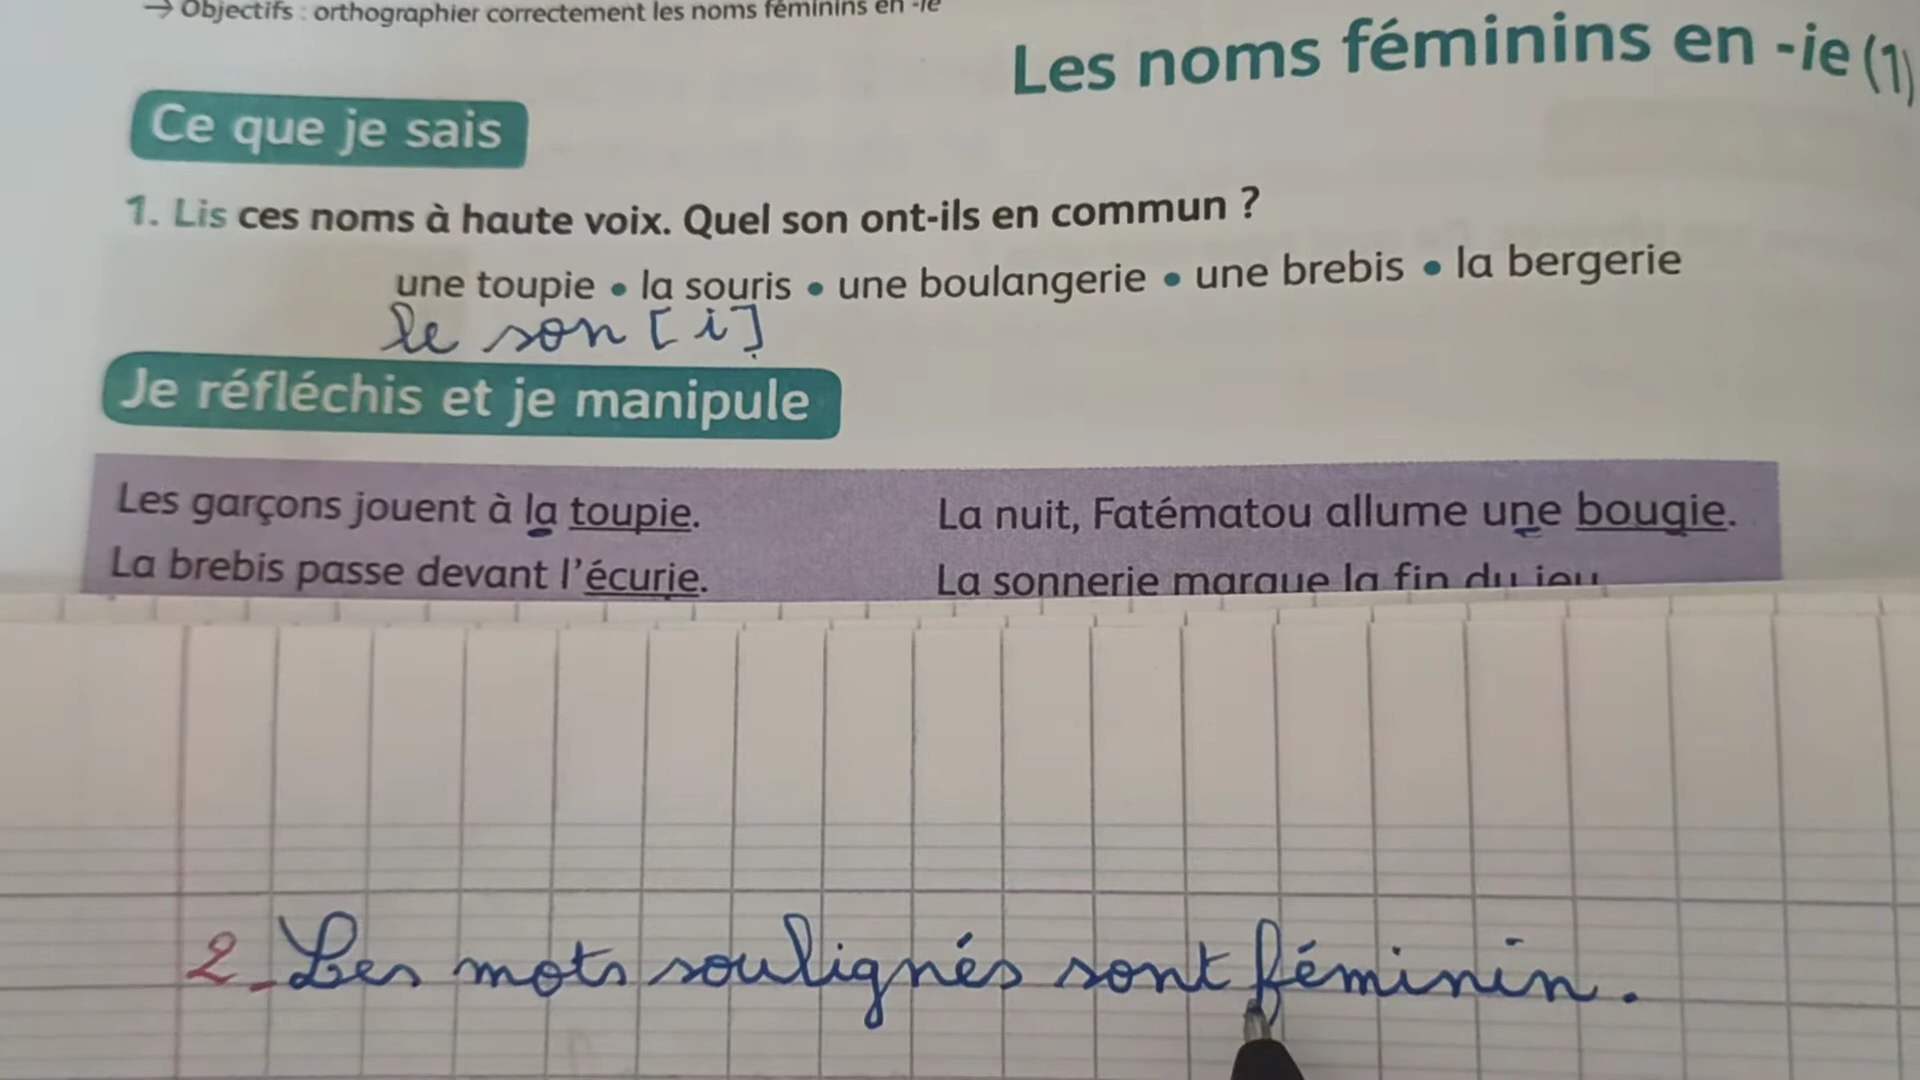 → Objectifs : orthographier correctement les noms féminins en -ie
Les noms féminins en -ie (1)
Ce que je sais
1. Lis ces noms à haute voix. Quel son ont-ils en commun ?
une toupie • la souris • une boulangerie • une brebis • la bergerie
le son [i]
Je réfléchis et je manipule
Les garçons jouent à la toupie.
La brebis passe devant l'écurie.
La nuit, Fatématou allume une bougie.
La sonnerie marque la fin du jeu
2_Les mots soulignés sont féminin.